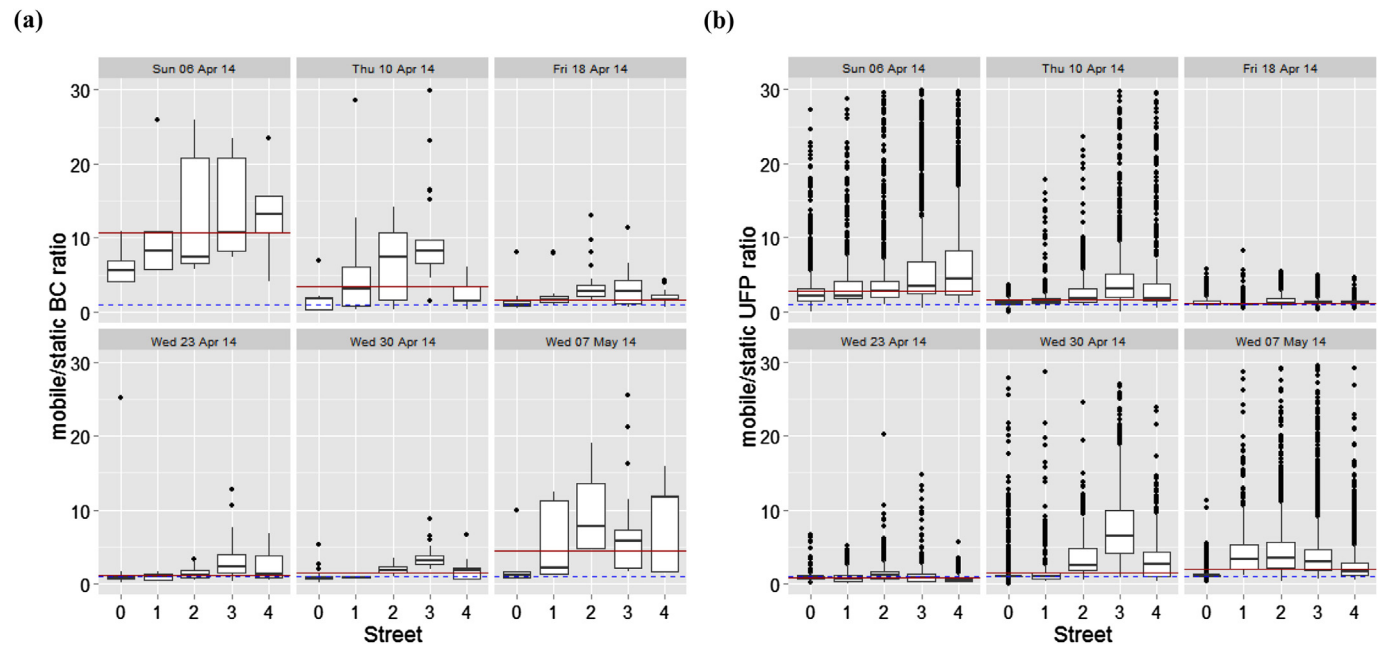 (a)
mobile/static BC ratio
Sun 06 Apr 14
Thu 10 Apr 14
Fri 18 Apr 14
30
20
10
0
Wed 23 Apr 14
Wed 30 Apr 14
Wed 07 May 14
30
20
10
0
0 1 2 3 4
0 1 2 3 4
0 1 2 3 4
Street
(b)
mobile/static UFP ratio
Sun 06 Apr 14
Thu 10 Apr 14
Fri 18 Apr 14
30
20
10
0
Wed 23 Apr 14
Wed 30 Apr 14
Wed 07 May 14
30
20
10
0
0 1 2 3 4
0 1 2 3 4
0 1 2 3 4
Street